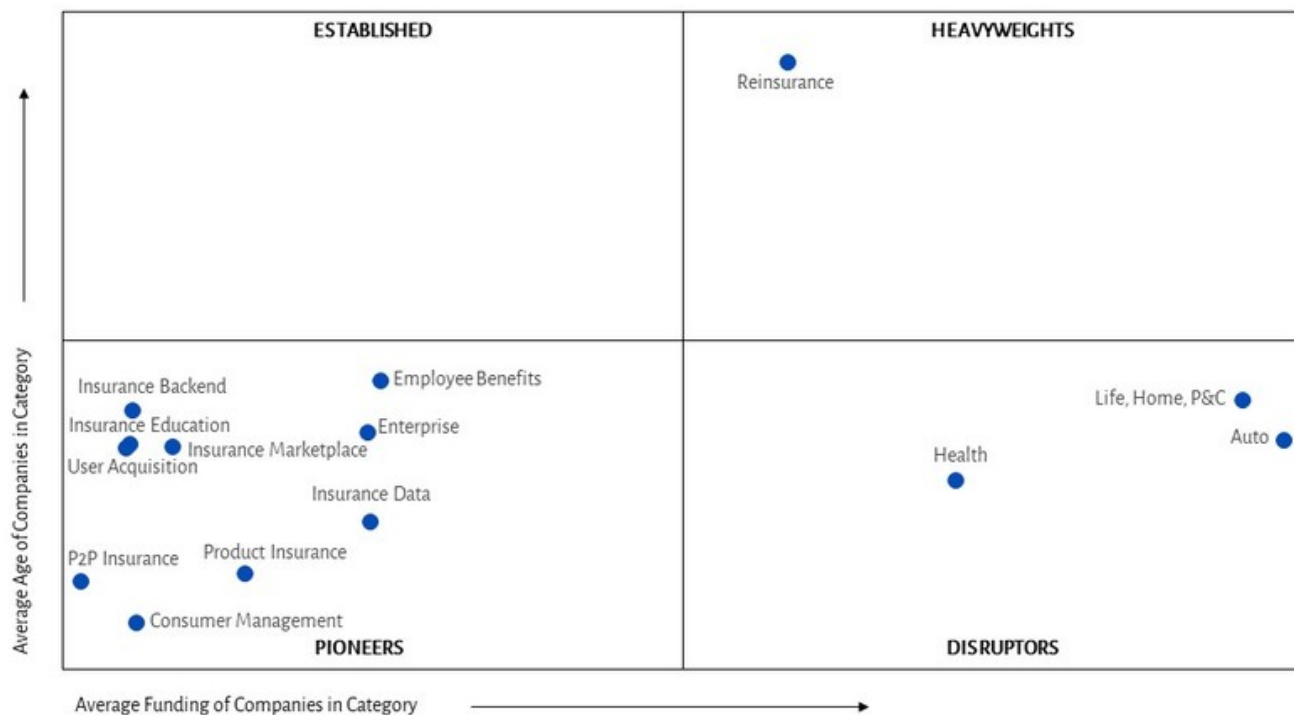 ESTABLISHED
HEAVYWEIGHTS
Reinsurance
Average Age of Companies in Category
Employee Benefits
Insurance Backend
Life, Home, P&C
Insurance Education
Enterprise
Auto
Insurance Marketplace
Health
User Acquisition
Insurance Data
Product Insurance
P2P Insurance
Consumer Management
PIONEERS
DISRUPTORS
Average Funding of Companies in Category